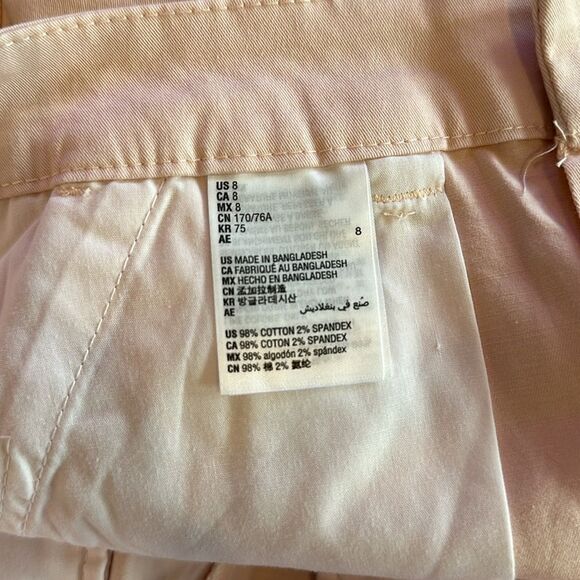 US 8
CA 8
MX 8
CN 170/76A
KR 75
AE 8
US MADE IN BANGLADESH
CA FABRIQUÉ AU BANGLADESH
MX HECHO EN BANGLADESH
CN 孟加拉制造
KR 방글라데시산
AE صنع في بنغلاديش
US 98% COTTON 2% SPANDEX
CA 98% COTON 2% SPANDEX
MX 98% algodón 2% spándex
CN 98% 棉 2% 氨纶